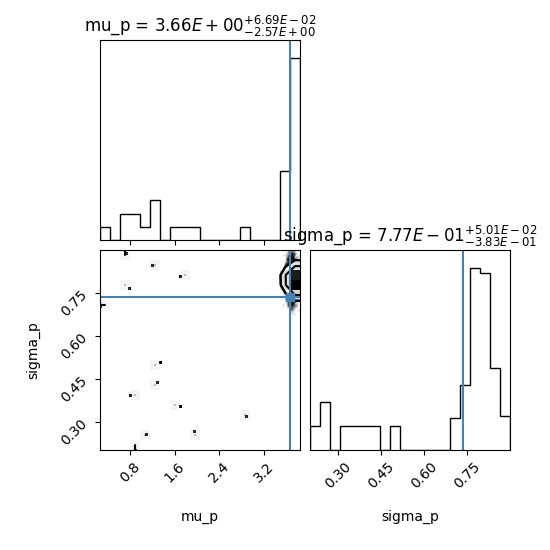 mu_p = 3.66E+00+6.69E−02−2.57E+00
sigma_p = 7.77E−01+5.01E−02−3.83E−01
0.75
0.60
0.45
0.30
sigma_p
0.8 1.6 2.4 3.2
0.30 0.45 0.60 0.75
mu_p
sigma_p